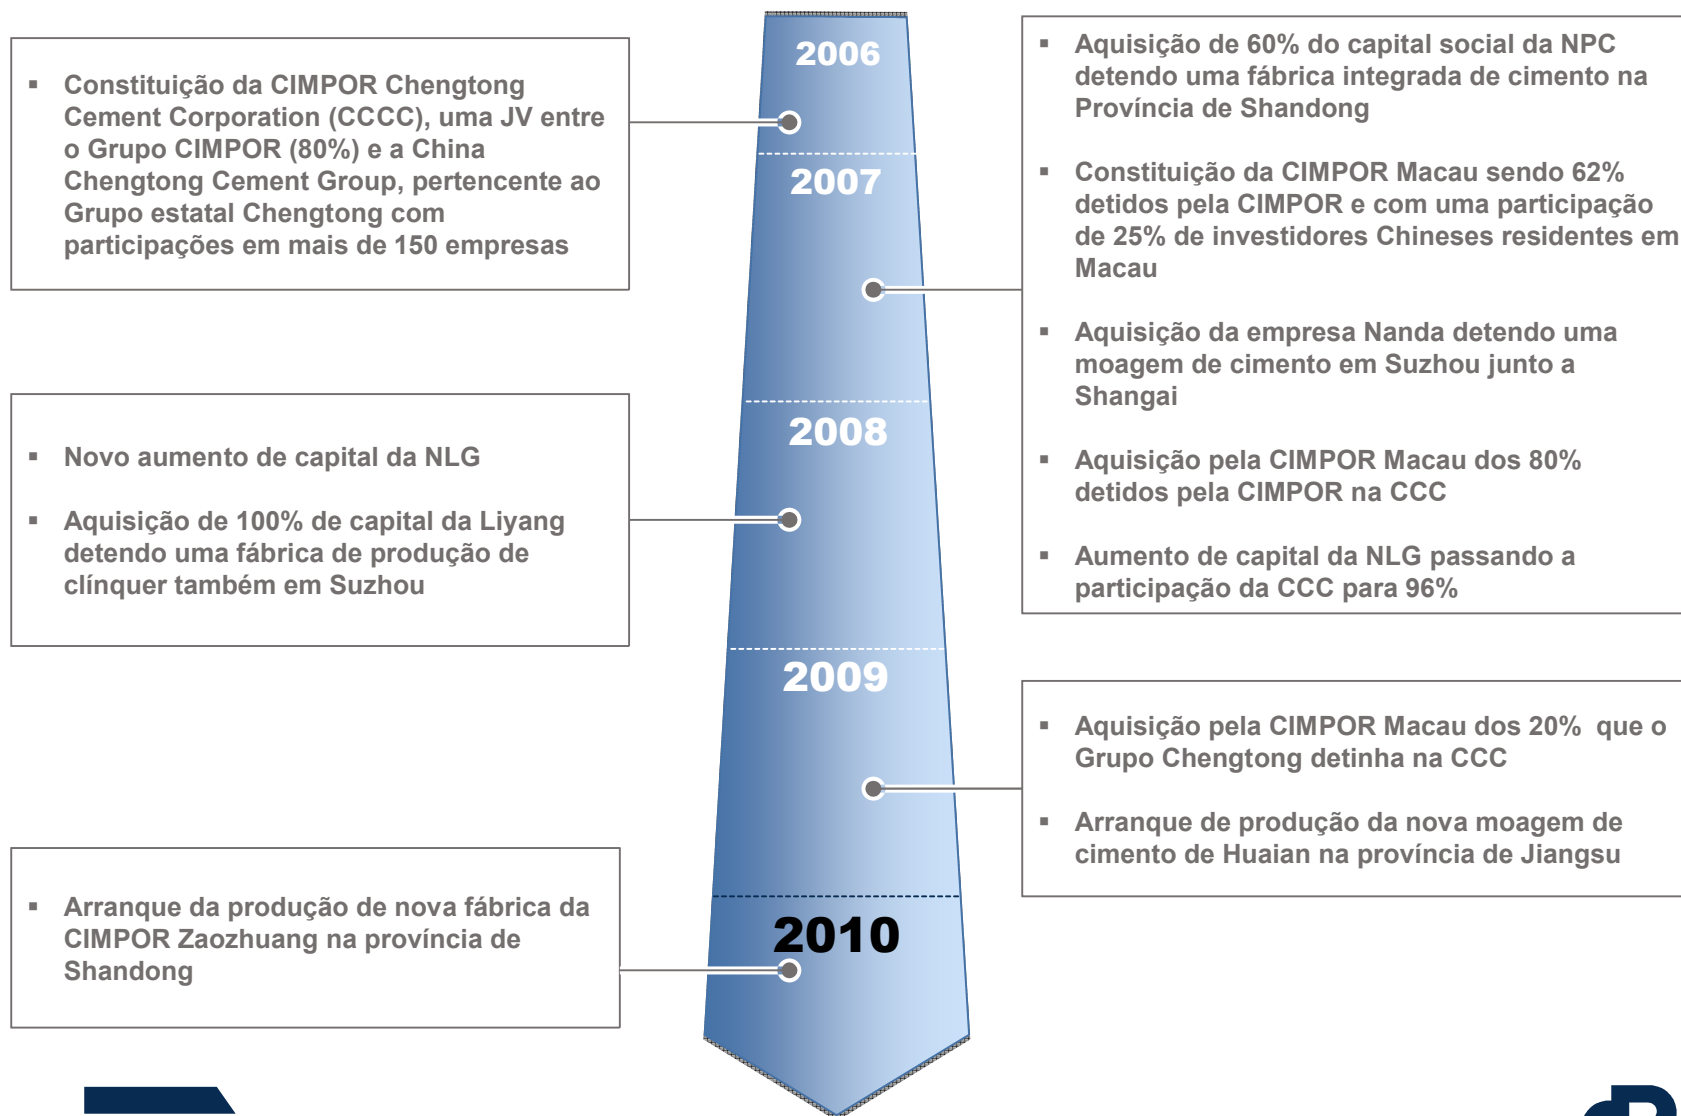 2006
▪ Constituição da CIMPOR Chengtong
Cement Corporation (CCCC), uma JV entre
o Grupo CIMPOR (80%) e a China
Chengtong Cement Group, pertencente ao
Grupo estatal Chengtong com
participações em mais de 150 empresas
2007
▪ Aquisição de 60% do capital social da NPC
detendo uma fábrica integrada de cimento na
Província de Shandong
▪ Constituição da CIMPOR Macau sendo 62%
detidos pela CIMPOR e com uma participação
de 25% de investidores Chineses residentes em
Macau
▪ Aquisição da empresa Nanda detendo uma
moagem de cimento em Suzhou junto a
Shangai
▪ Aquisição pela CIMPOR Macau dos 80%
detidos pela CIMPOR na CCC
▪ Aumento de capital da NLG passando a
participação da CCC para 96%
2008
▪ Novo aumento de capital da NLG
▪ Aquisição de 100% de capital da Liyang
detendo uma fábrica de produção de
clínquer também em Suzhou
2009
▪ Aquisição pela CIMPOR Macau dos 20% que o
Grupo Chengtong detinha na CCC
▪ Arranque de produção da nova moagem de
cimento de Huaian na província de Jiangsu
2010
▪ Arranque da produção de nova fábrica da
CIMPOR Zaozhuang na província de
Shandong